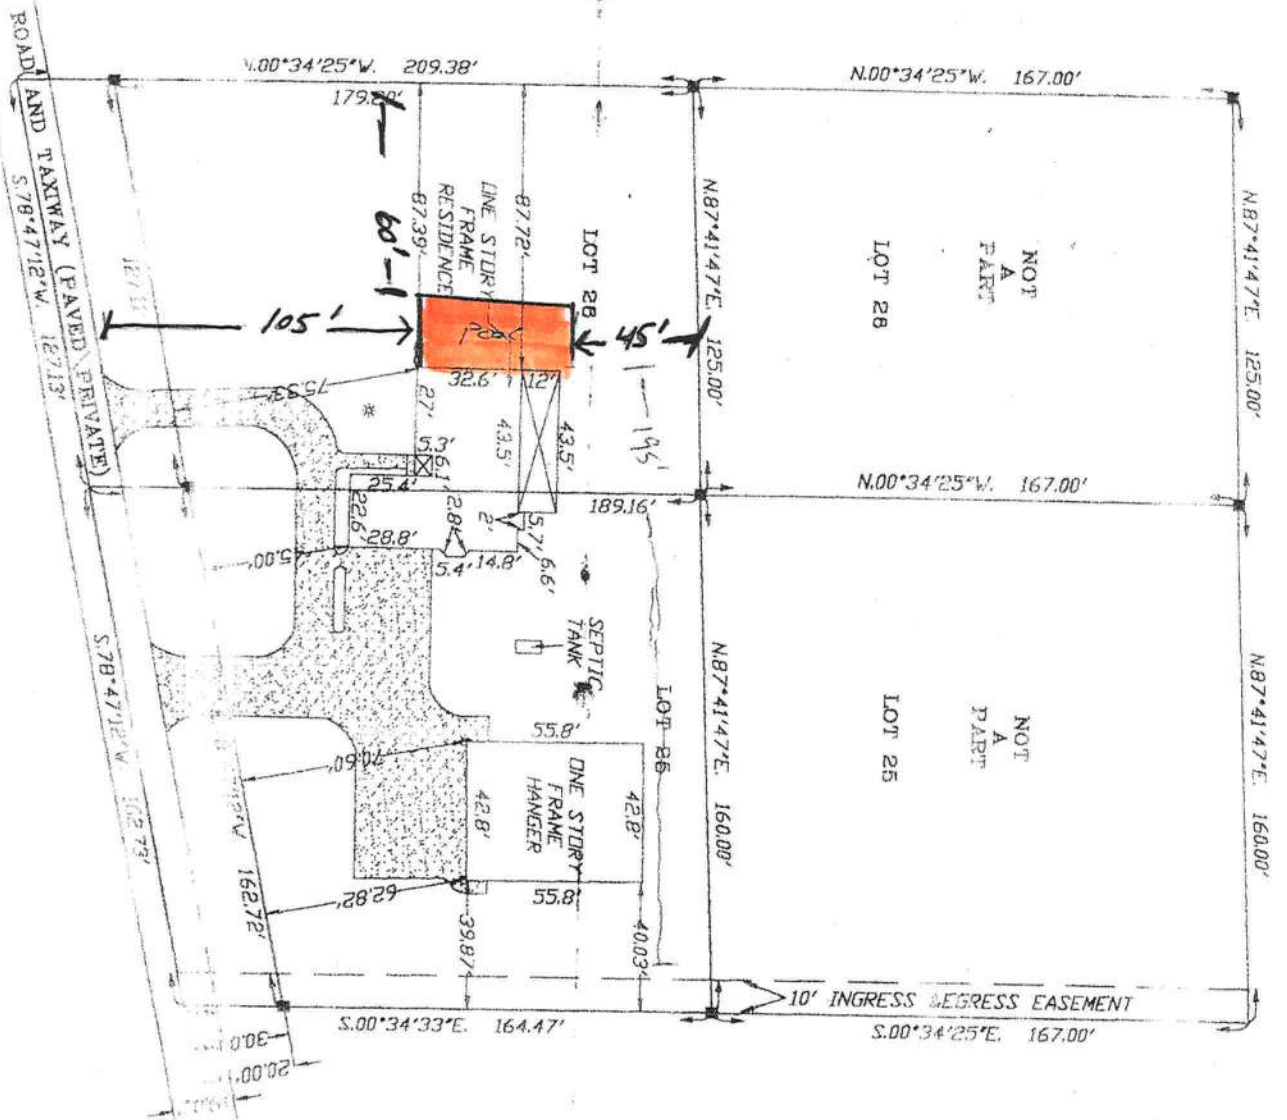 N.00°34'25"W. 209.38'
N.00°34'25"W. 167.00'
ROAD AND TAXIWAY (PAVED PRIVATE)
S.78°47'12"W. 127.13'
60'
87.39'
ONE STORY
FRAME
RESIDENCE
87.72'
LOT 26
N.87°41'47"E. 125.00'
LOT 28
NOT
A
PART
N.87°41'47"E. 125.00'
105'
45'
75.33'
32.6'
12'
27'
43.5'
43.5'
195'
5.3'
6.1'
25.4'
22.6'
28.8'
2.8'
2'
5.4'
14.8'
5.7'
6.6'
189.16'
N.00°34'25"W. 167.00'
SEPTIC
TANK
S.78°47'12"W. 162.73'
162.72'
70.60'
55.8'
ONE STORY
FRAME
HANGER
42.8'
42.8'
55.8'
62.82'
39.87'
40.03'
N.87°41'47"E. 160.00'
LOT 25
NOT
A
PART
N.87°41'47"E. 160.00'
10' INGRESS &EGRESS EASEMENT
S.00°34'33"E. 164.47'
S.00°34'25"E. 167.00'
20.00'